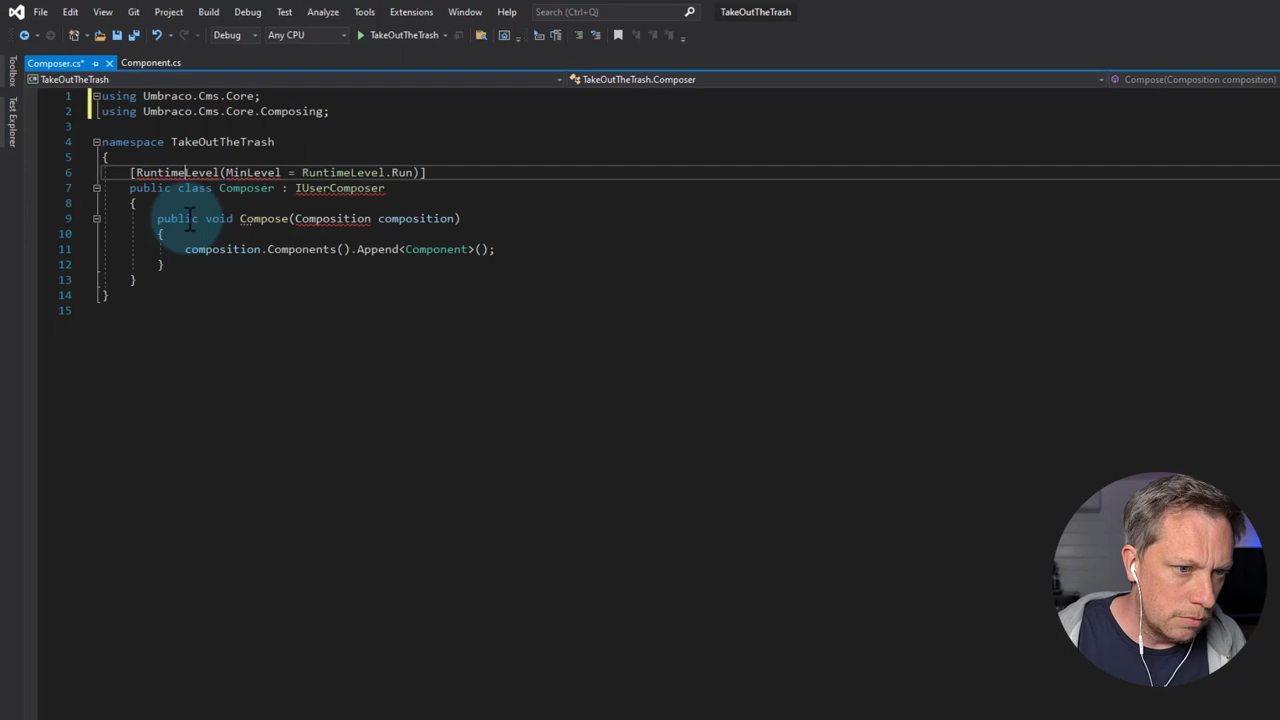 File Edit View Git Project Build Debug Test Analyze Tools Extensions Window Help Search (Ctrl+Q) TakeOutTheTrash
Debug Any CPU TakeOutTheTrash
Composer.cs* Component.cs
TakeOutTheTrash TakeOutTheTrash.Composer Compose(Composition composition)
Toolbox
Test Explorer
1 using Umbraco.Cms.Core;
2 using Umbraco.Cms.Core.Composing;
3
4 namespace TakeOutTheTrash
5 {
6 [RuntimeLevel(MinLevel = RuntimeLevel.Run)]
7 public class Composer : IUserComposer
8 {
9 public void Compose(Composition composition)
10 {
11 composition.Components().Append<Component>();
12 }
13 }
14 }
15